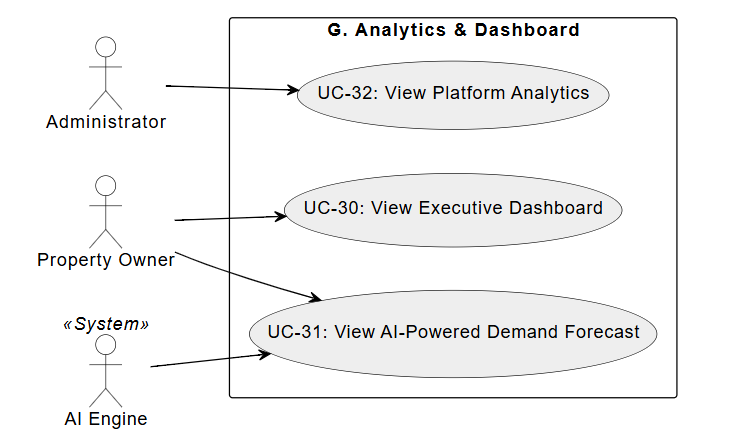 G. Analytics & Dashboard
Administrator
UC-32: View Platform Analytics
Property Owner
UC-30: View Executive Dashboard
«System»
AI Engine
UC-31: View AI-Powered Demand Forecast